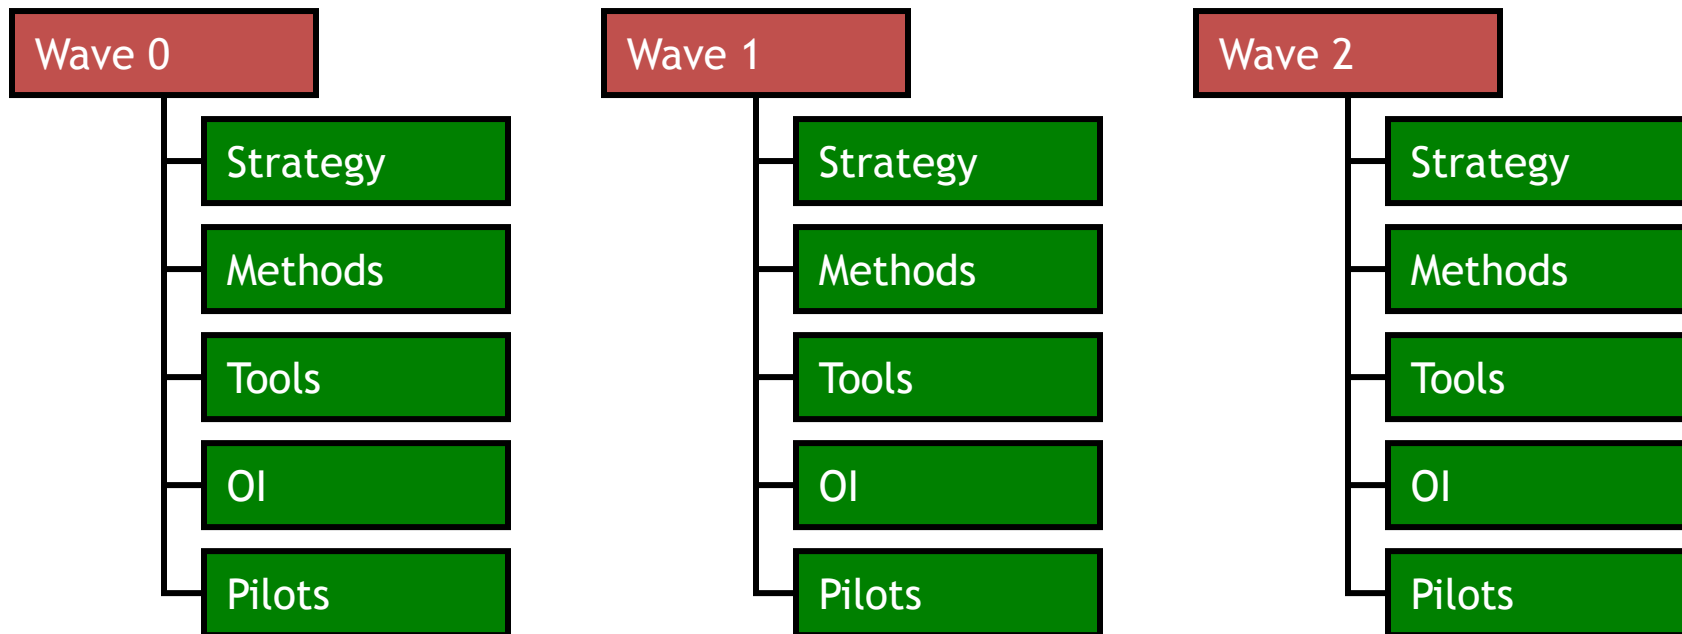 Wave 0
Strategy
Methods
Tools
OI
Pilots
Wave 1
Strategy
Methods
Tools
OI
Pilots
Wave 2
Strategy
Methods
Tools
OI
Pilots